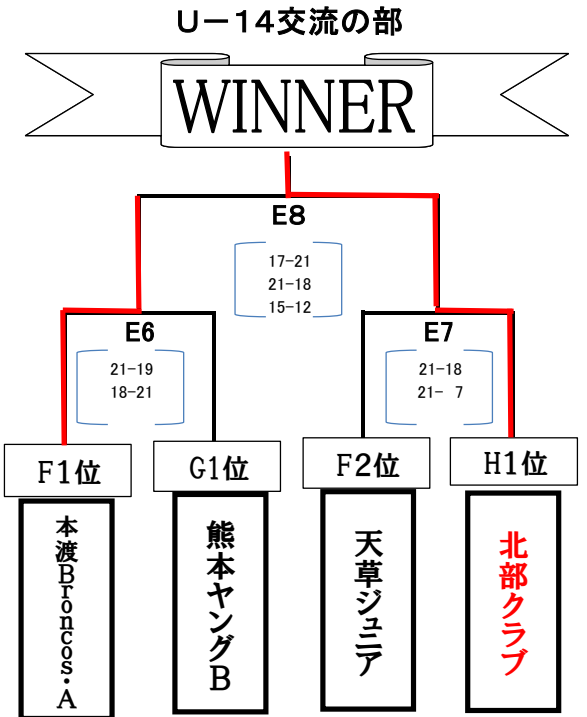 U－14交流の部
WINNER
E8
17-21
21-18
15-12
E6
21-19
18-21
E7
21-18
21- 7
F1位
G1位
F2位
H1位
本渡Broncos・A
熊本ヤングB
天草ジュニア
北部クラブ